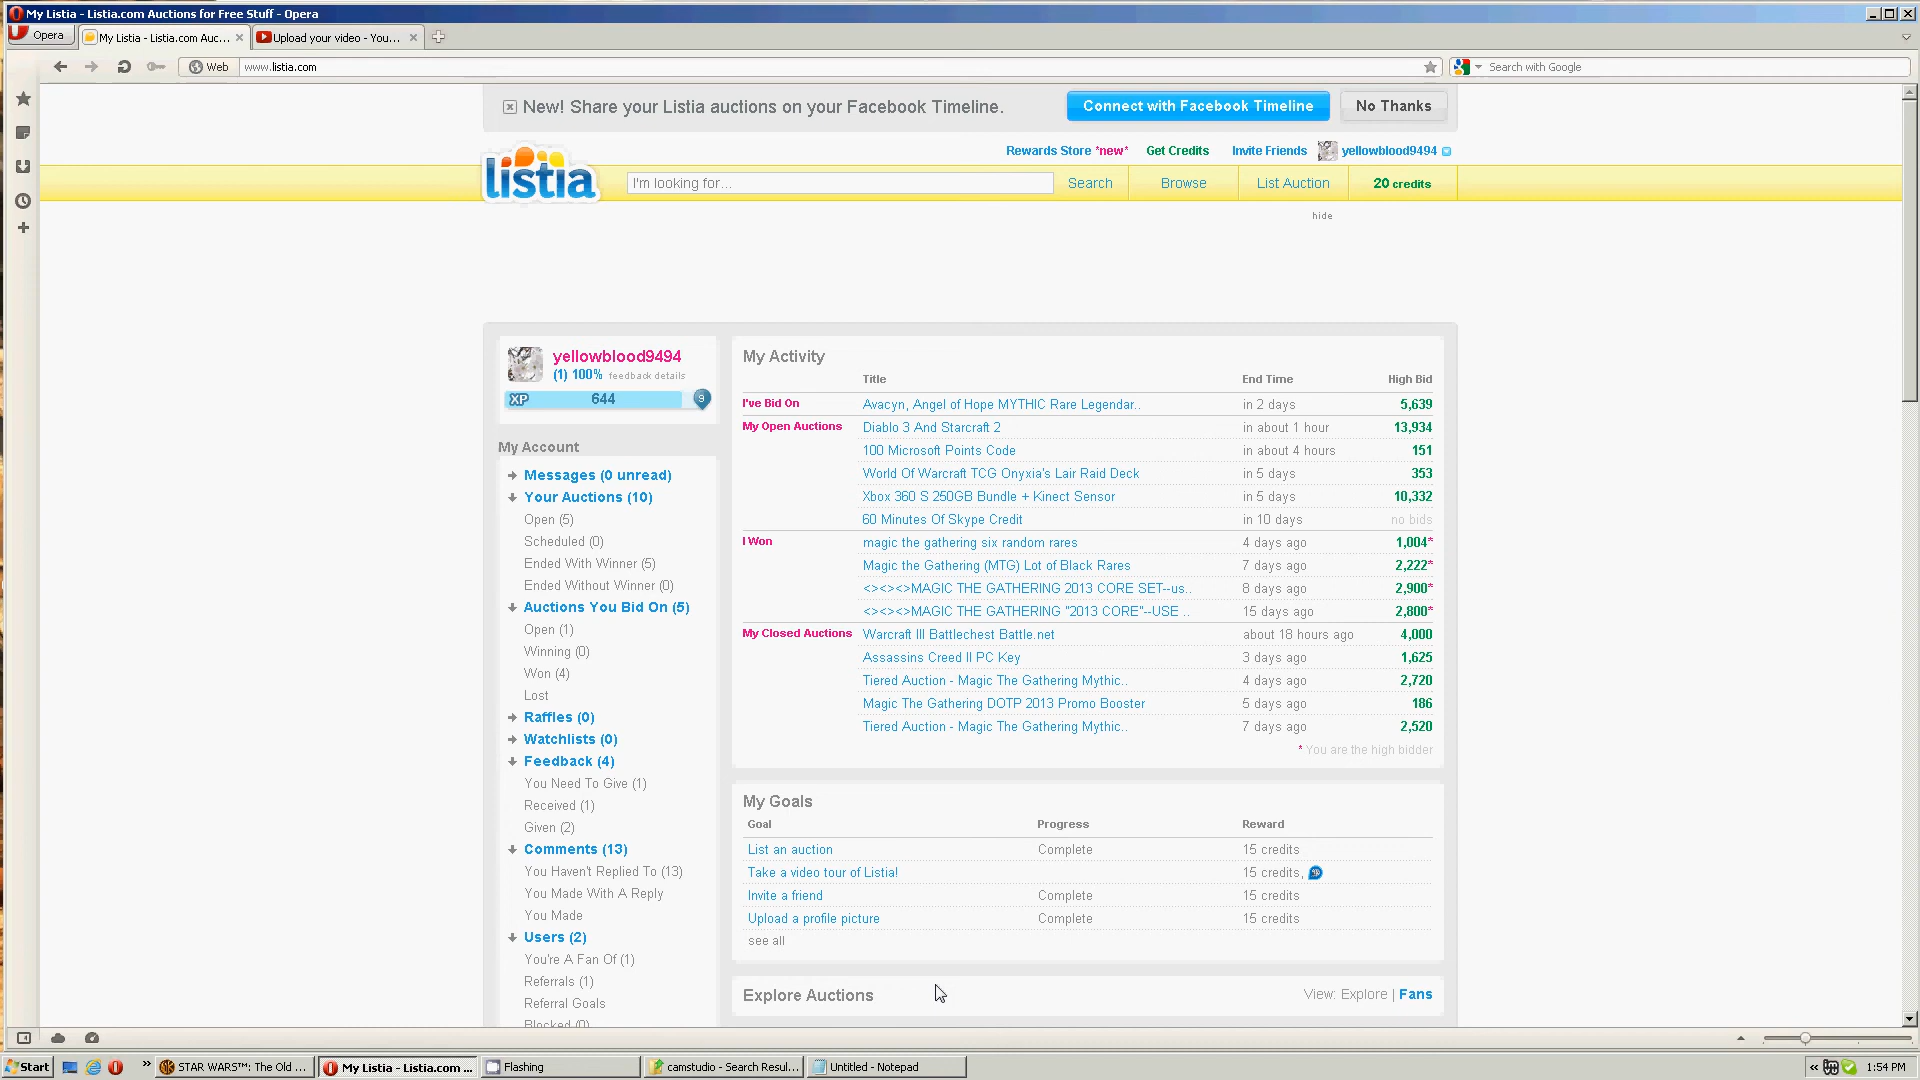 My Listia - Listia.com Auctions for Free Stuff - Opera
Opera
My Listia - Listia.com Auc...
Upload your video - You...
Web
www.listia.com
Search with Google
New! Share your Listia auctions on your Facebook Timeline.
Connect with Facebook Timeline
No Thanks
Rewards Store *new*
Get Credits
Invite Friends
yellowblood9494
listia
I'm looking for...
Search
Browse
List Auction
20 credits
hide
yellowblood9494
(1) 100% feedback details
XP 644 9
My Account
Messages (0 unread)
Your Auctions (10)
Open (5)
Scheduled (0)
Ended With Winner (5)
Ended Without Winner (0)
Auctions You Bid On (5)
Open (1)
Winning (0)
Won (4)
Lost
Raffles (0)
Watchlists (0)
Feedback (4)
You Need To Give (1)
Received (1)
Given (2)
Comments (13)
You Haven't Replied To (13)
You Made With A Reply
You Made
Users (2)
You're A Fan Of (1)
Referrals (1)
Referral Goals
Blocked (0)
My Activity
Title End Time High Bid
I've Bid On Avacyn, Angel of Hope MYTHIC Rare Legendar.. in 2 days 5,639
My Open Auctions Diablo 3 And Starcraft 2 in about 1 hour 13,934
100 Microsoft Points Code in about 4 hours 151
World Of Warcraft TCG Onyxia's Lair Raid Deck in 5 days 353
Xbox 360 S 250GB Bundle + Kinect Sensor in 5 days 10,332
60 Minutes Of Skype Credit in 10 days no bids
I Won magic the gathering six random rares 4 days ago 1,004*
Magic the Gathering (MTG) Lot of Black Rares 7 days ago 2,222*
<><><>MAGIC THE GATHERING 2013 CORE SET--us.. 8 days ago 2,900*
<><><>MAGIC THE GATHERING "2013 CORE"--USE .. 15 days ago 2,800*
My Closed Auctions Warcraft III Battlechest Battle.net about 18 hours ago 4,000
Assassins Creed II PC Key 3 days ago 1,625
Tiered Auction - Magic The Gathering Mythic.. 4 days ago 2,720
Magic The Gathering DOTP 2013 Promo Booster 5 days ago 186
Tiered Auction - Magic The Gathering Mythic.. 7 days ago 2,520
* You are the high bidder
My Goals
Goal Progress Reward
List an auction Complete 15 credits
Take a video tour of Listia! 15 credits,
Invite a friend Complete 15 credits
Upload a profile picture Complete 15 credits
see all
Explore Auctions
View: Explore | Fans
Start
STAR WARS™: The Old ...
My Listia - Listia.com ...
Flashing
camstudio - Search Resul...
Untitled - Notepad
1:54 PM